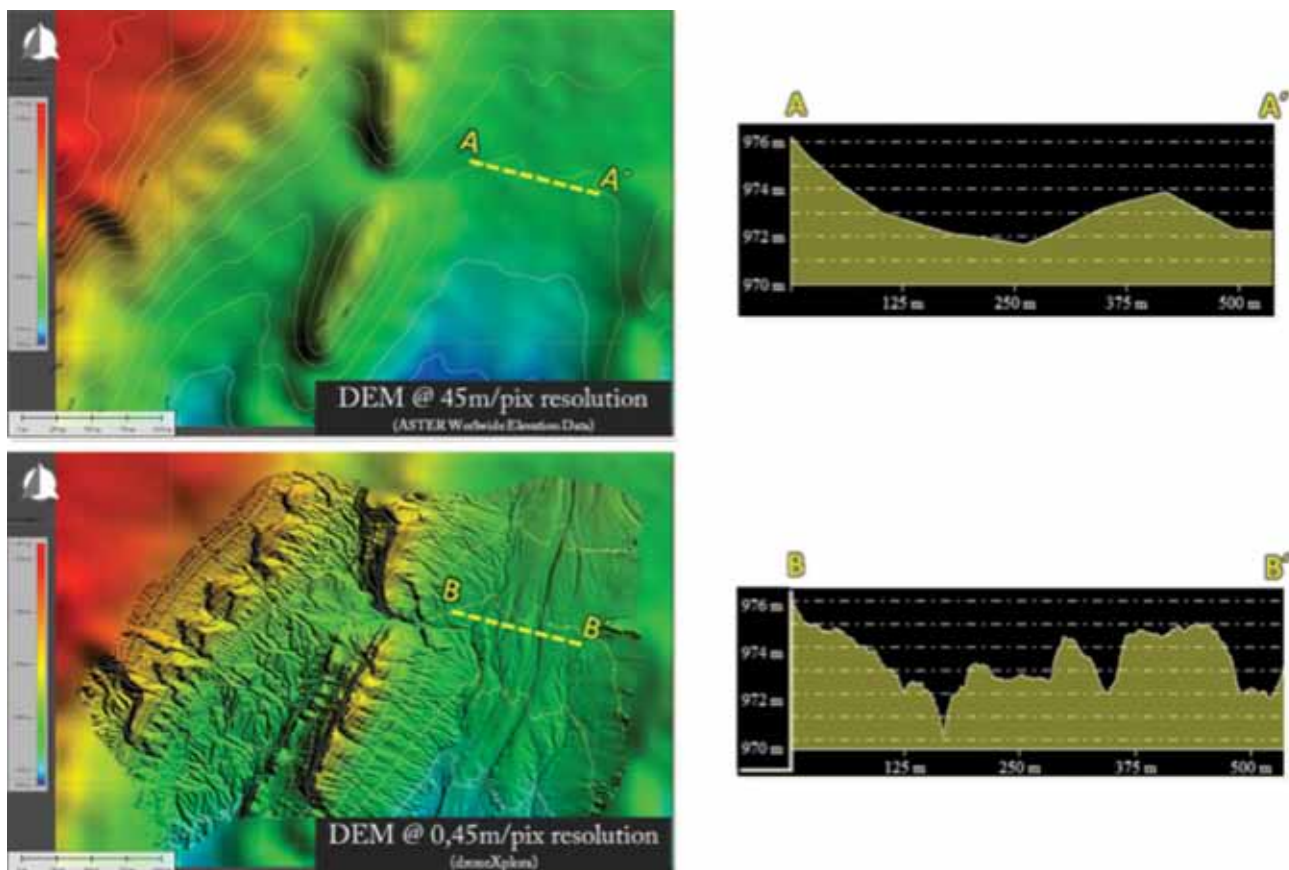 A
A'
DEM @ 45m/pix resolution
(ASTER Worlwide Elevation Data)
A
A'
976 m
974 m
972 m
970 m
125 m
250 m
375 m
500 m
B
B'
DEM @ 0,45m/pix resolution
(droneXplora)
B
B'
976 m
974 m
972 m
970 m
125 m
250 m
375 m
500 m